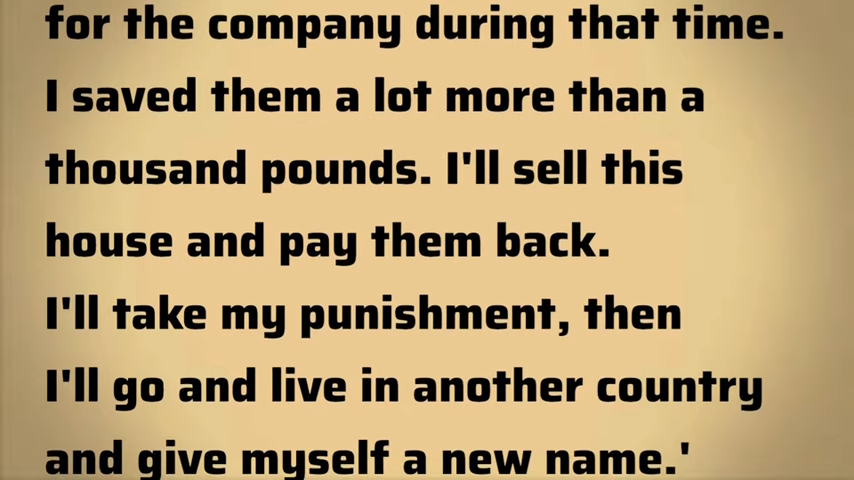 for the company during that time.
I saved them a lot more than a
thousand pounds. I'll sell this
house and pay them back.
I'll take my punishment, then
I'll go and live in another country
and give myself a new name.'